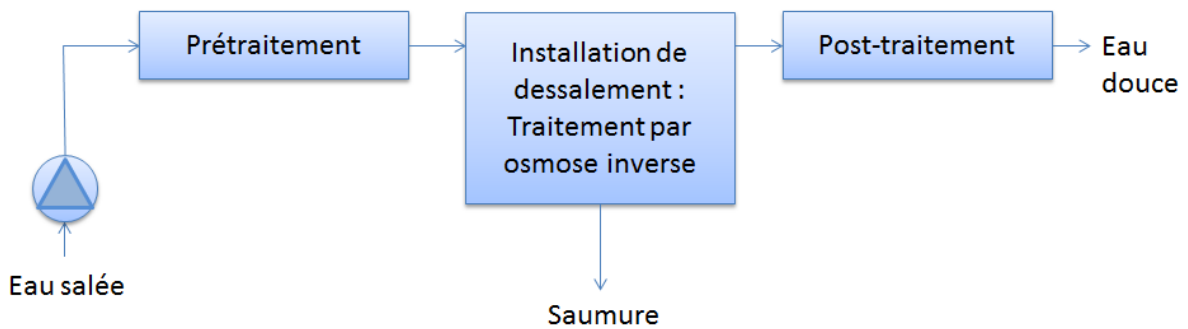 Prétraitement
Installation de
dessalement :
Traitement par
osmose inverse
Post-traitement
Eau
douce
Eau salée
Saumure